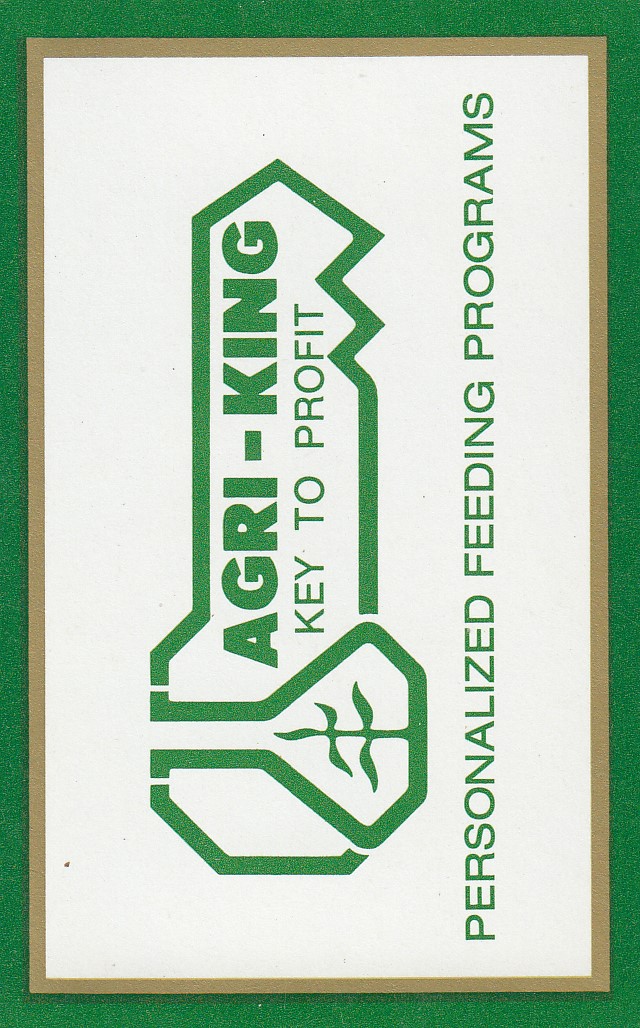 AGRI-KING
KEY TO PROFIT
PERSONALIZED FEEDING PROGRAMS